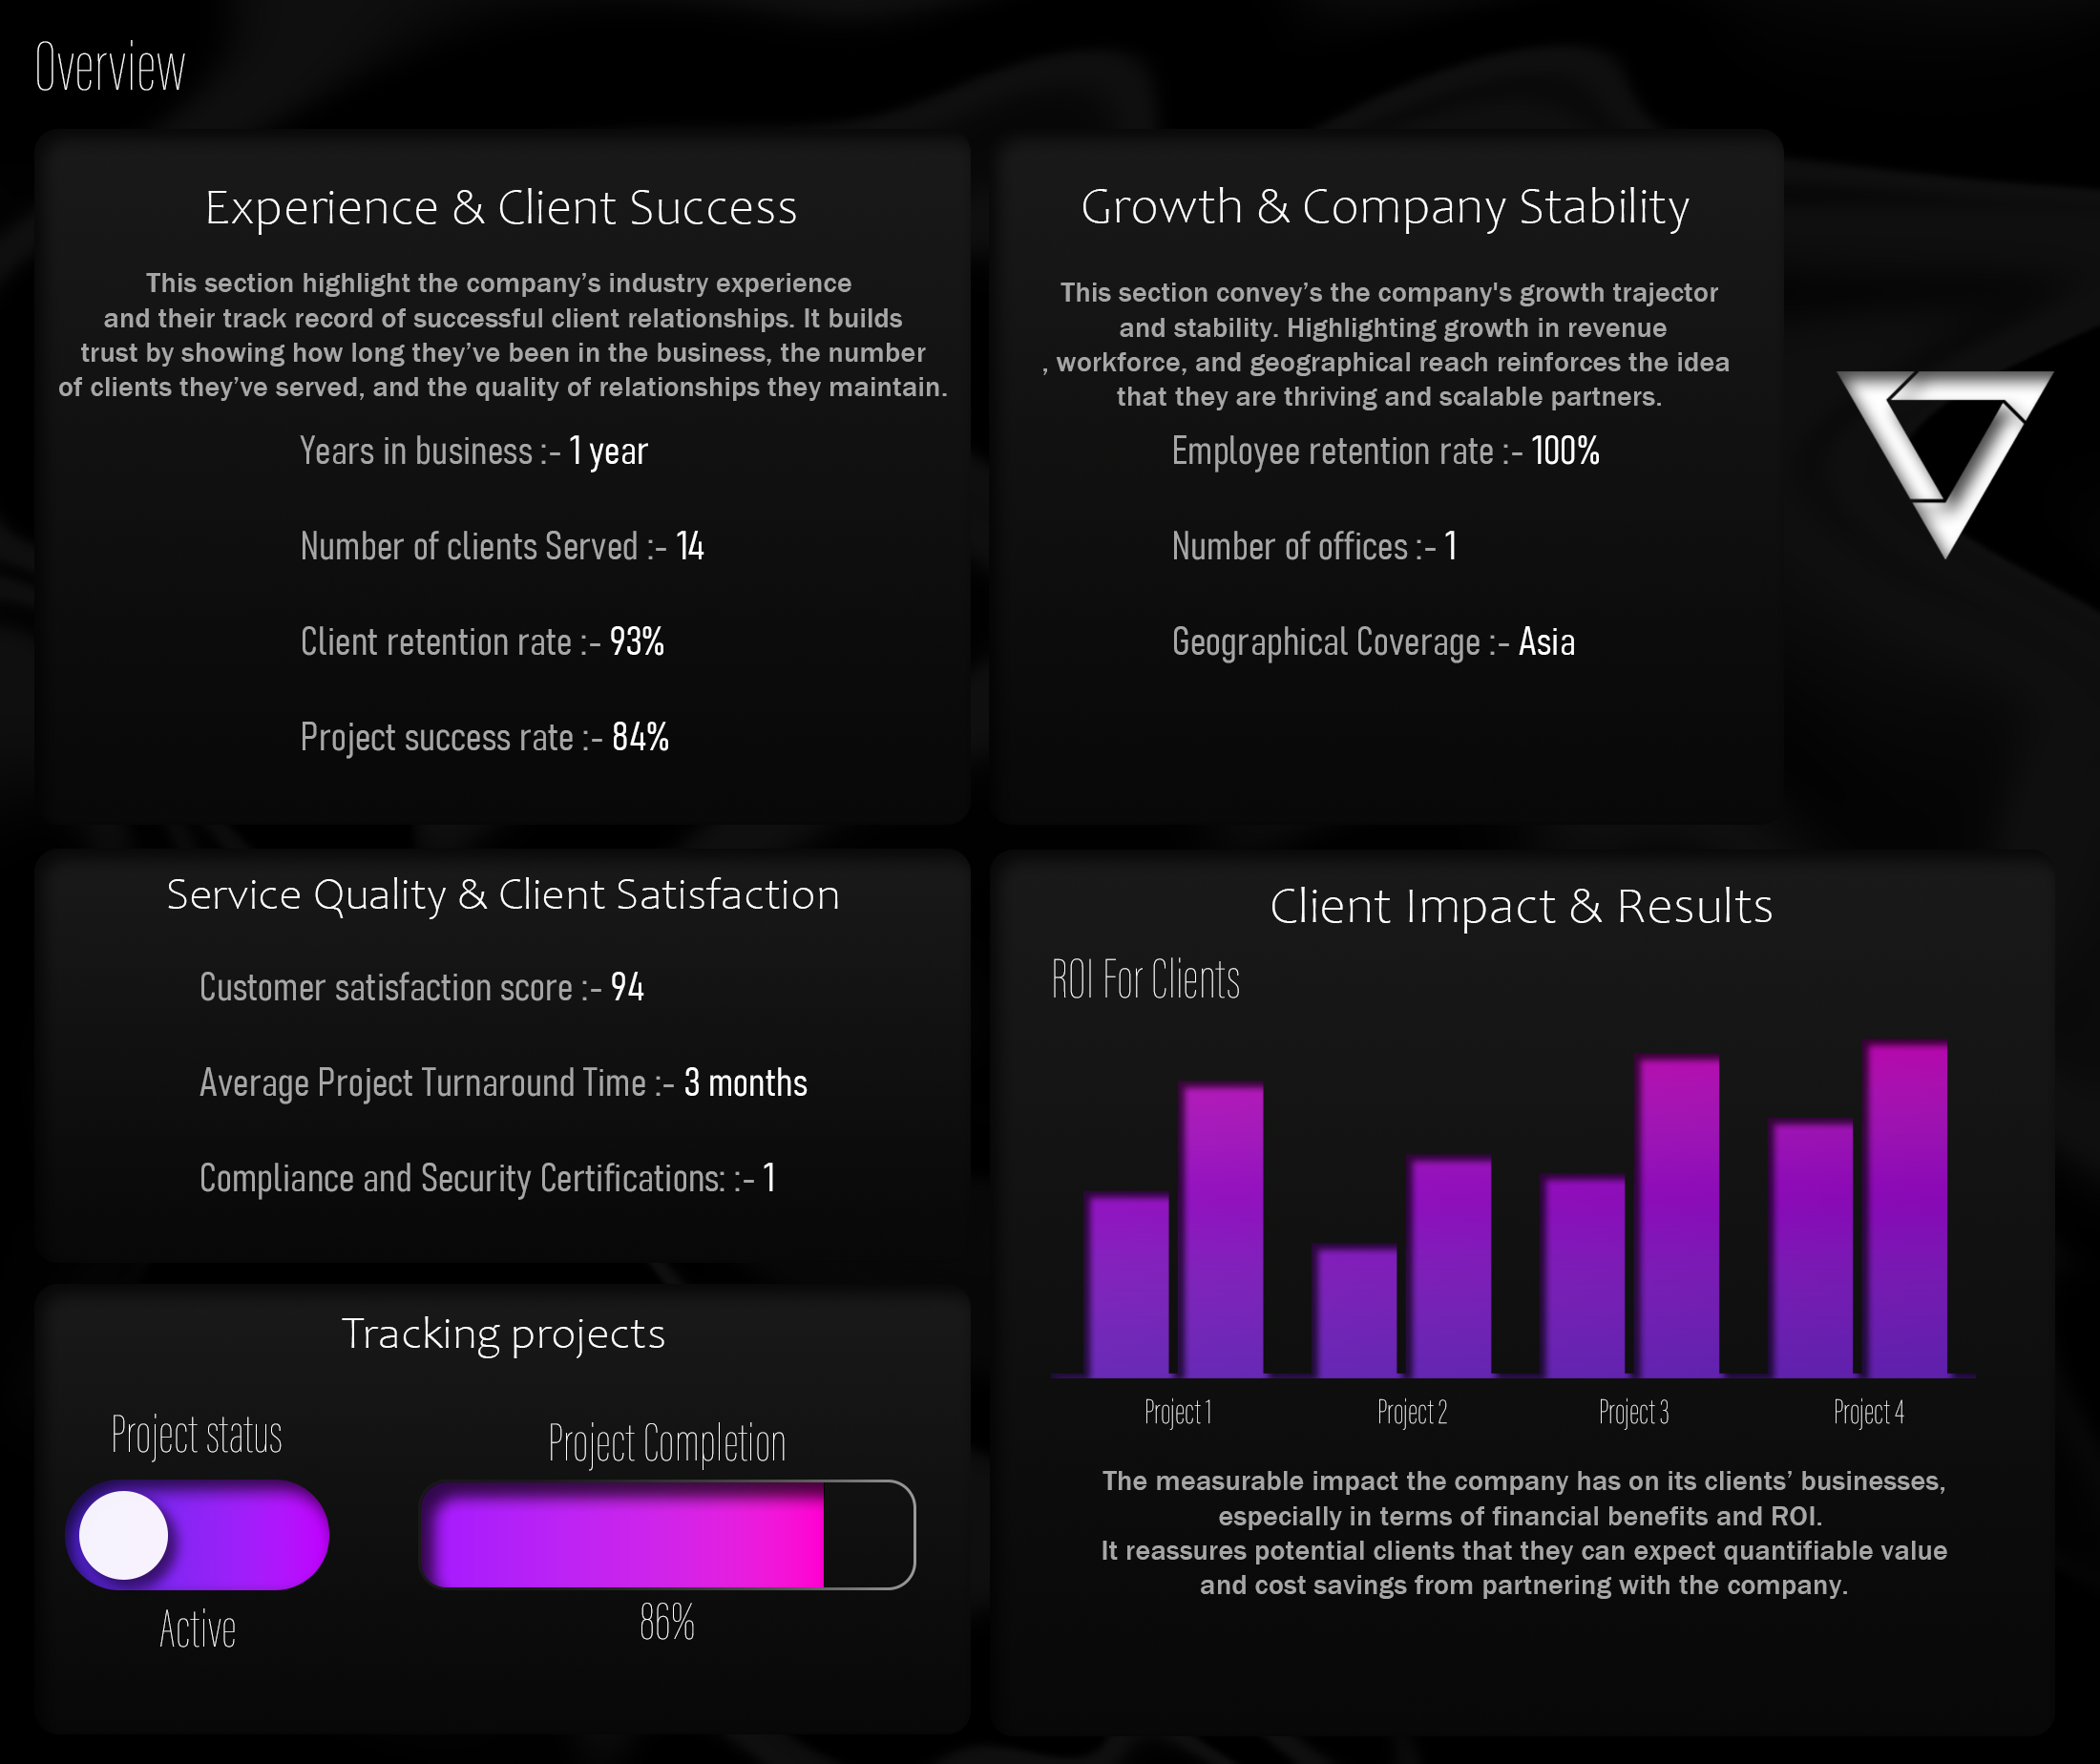 Overview
Experience & Client Success
This section highlight the company’s industry experience
and their track record of successful client relationships. It builds
trust by showing how long they’ve been in the business, the number
of clients they’ve served, and the quality of relationships they maintain.
Years in business :- 1 year
Number of clients Served :- 14
Client retention rate :- 93%
Project success rate :- 84%
Growth & Company Stability
This section convey’s the company's growth trajector
and stability. Highlighting growth in revenue
, workforce, and geographical reach reinforces the idea
that they are thriving and scalable partners.
Employee retention rate :- 100%
Number of offices :- 1
Geographical Coverage :- Asia
Service Quality & Client Satisfaction
Customer satisfaction score :- 94
Average Project Turnaround Time :- 3 months
Compliance and Security Certifications: :- 1
Tracking projects
Project status
Active
Project Completion
86%
Client Impact & Results
ROI For Clients
Project 1
Project 2
Project 3
Project 4
The measurable impact the company has on its clients’ businesses,
especially in terms of financial benefits and ROI.
It reassures potential clients that they can expect quantifiable value
and cost savings from partnering with the company.